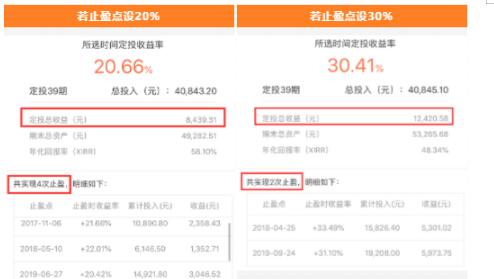 若止盈点设20%
所选时间定投收益率
20.66%
定投39期 总投入（元）: 40,843.20
定投总收益（元） 8,439.31
期末总资产（元） 49,282.51
年化回报率（XIRR） 58.10%
共实现4次止盈，明细如下:
止盈点 止盈时收益率 累计投入(元) 收益(元)
2017-11-06 +21.66% 10,890.80 2,358.43
2018-05-10 +22.01% 6,146.50 1,352.71
2019-06-27 +20.42% 14,921.80 3,046.52
若止盈点设30%
所选时间定投收益率
30.41%
定投39期 总投入（元）: 40,845.10
定投总收益（元） 12,420.58
期末总资产（元） 53,265.68
年化回报率（XIRR） 48.34%
共实现2次止盈，明细如下:
止盈点 止盈时收益率 累计投入(元) 收益(元)
2018-04-25 +33.49% 15,826.40 5,301.02
2019-09-24 +31.10% 19,208.00 5,973.75